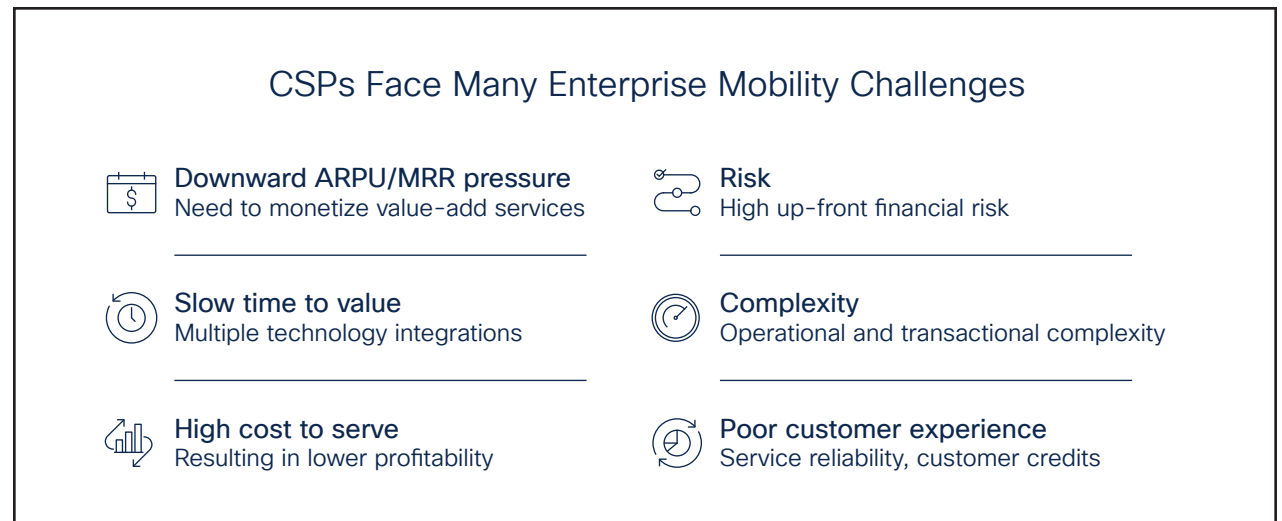 CSPs Face Many Enterprise Mobility Challenges
Downward ARPU/MRR pressure
Need to monetize value-add services
Risk
High up-front financial risk
Slow time to value
Multiple technology integrations
Complexity
Operational and transactional complexity
High cost to serve
Resulting in lower profitability
Poor customer experience
Service reliability, customer credits